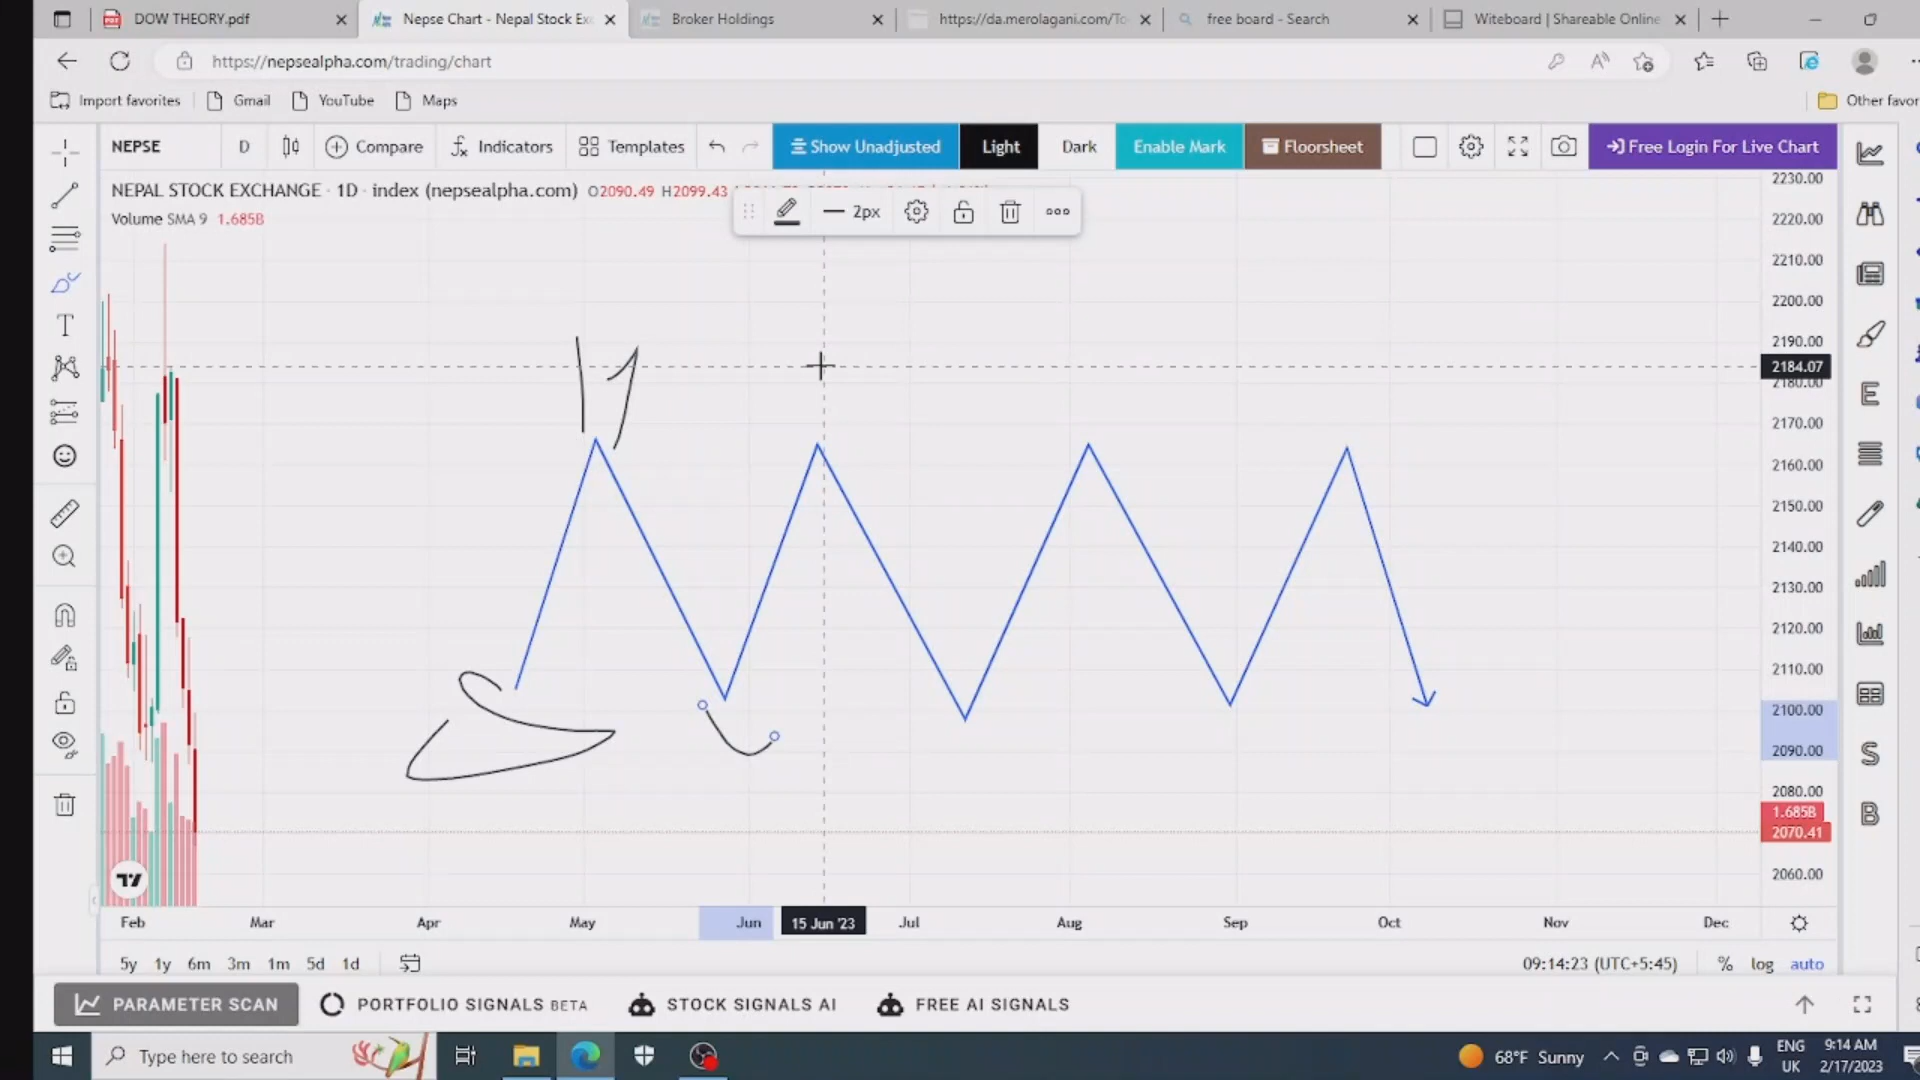 DOW THEORY.pdf
Nepse Chart - Nepal Stock Ex
Broker Holdings
https://da.merolagani.com/To
free board - Search
Witeboard | Shareable Online
https://nepsealpha.com/trading/chart
Import favorites
Gmail
YouTube
Maps
Other favor
NEPSE
D
Compare
Indicators
Templates
Show Unadjusted
Light
Dark
Enable Mark
Floorsheet
Free Login For Live Chart
NEPAL STOCK EXCHANGE · 1D · index (nepsealpha.com) O2090.49 H2099.43
Volume SMA 9 1.685B
2px
2230.00
2220.00
2210.00
2200.00
2190.00
2184.07
2180.00
2170.00
2160.00
2150.00
2140.00
2130.00
2120.00
2110.00
2100.00
2090.00
2080.00
1.685B
2070.41
2060.00
E
S
B
T
Feb
Mar
Apr
May
Jun
15 Jun '23
Jul
Aug
Sep
Oct
Nov
Dec
5y 1y 6m 3m 1m 5d 1d
09:14:23 (UTC+5:45)
% log auto
PARAMETER SCAN
PORTFOLIO SIGNALS BETA
STOCK SIGNALS AI
FREE AI SIGNALS
Type here to search
68°F Sunny
ENG
UK
9:14 AM
2/17/2023